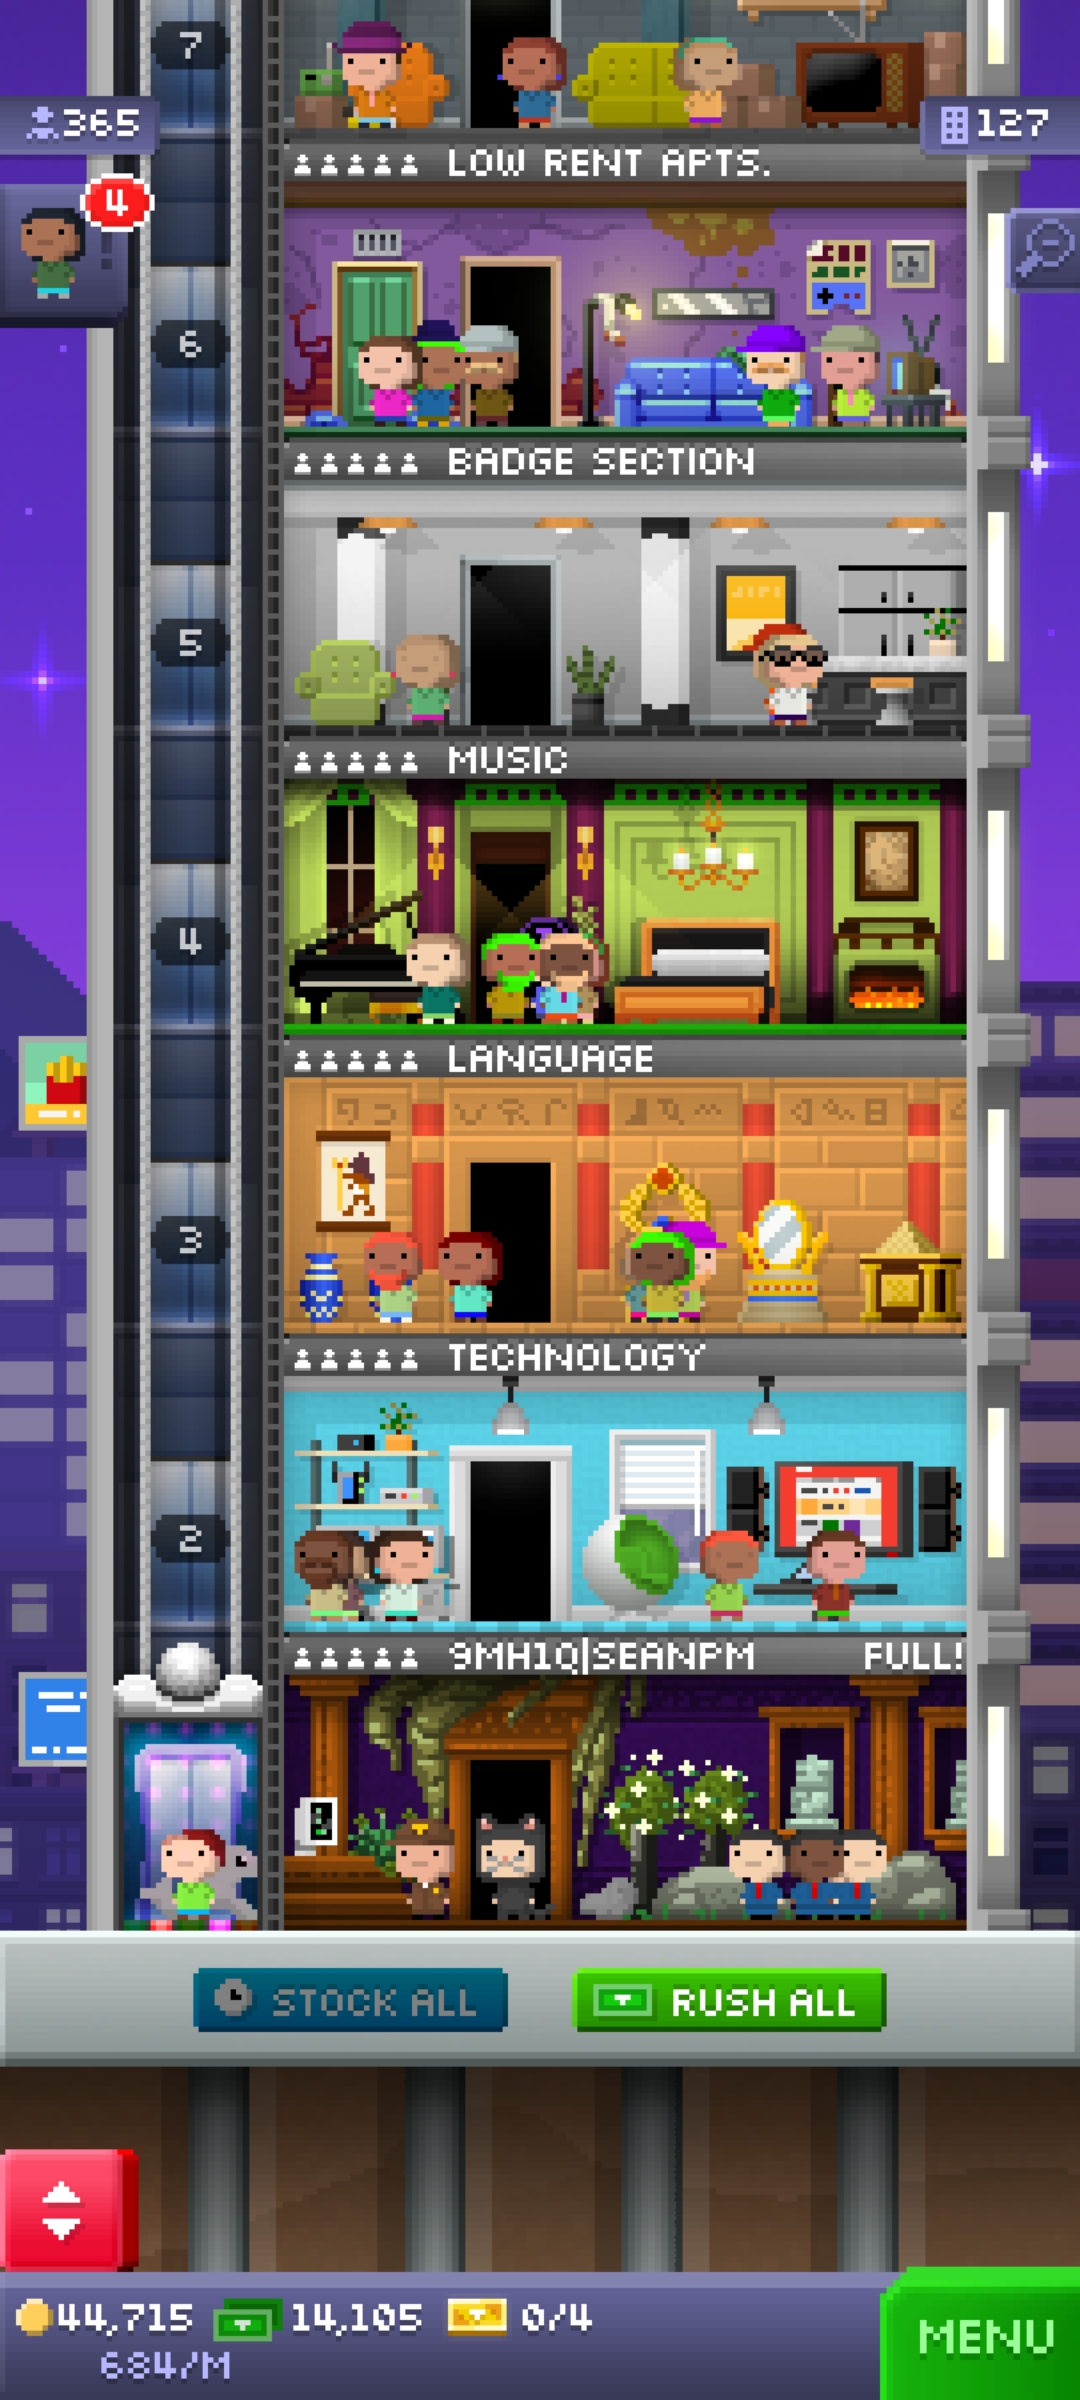 7
365
127
LOW RENT APTS.
4
6
BADGE SECTION
5
MUSIC
4
LANGUAGE
3
TECHNOLOGY
2
9MH1Q|SEANPM FULL!
STOCK ALL
RUSH ALL
44,715 14,105 0/4
684/M
MENU